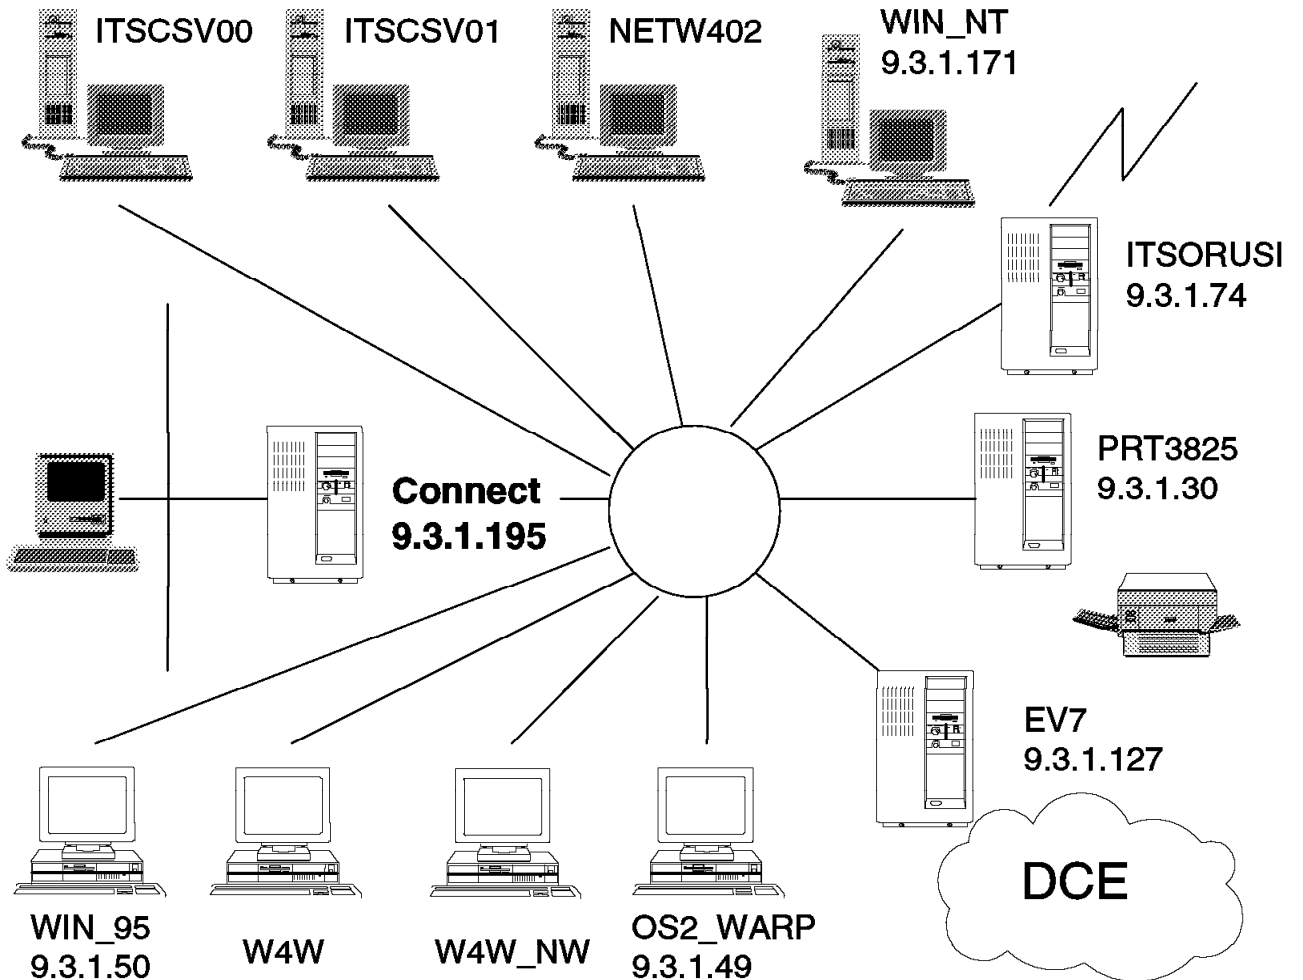 ITSCSV00
ITSCSV01
NETW402
WIN_NT
9.3.1.171
ITSORUSI
9.3.1.74
PRT3825
9.3.1.30
Connect
9.3.1.195
EV7
9.3.1.127
DCE
WIN_95
9.3.1.50
W4W
W4W_NW
OS2_WARP
9.3.1.49